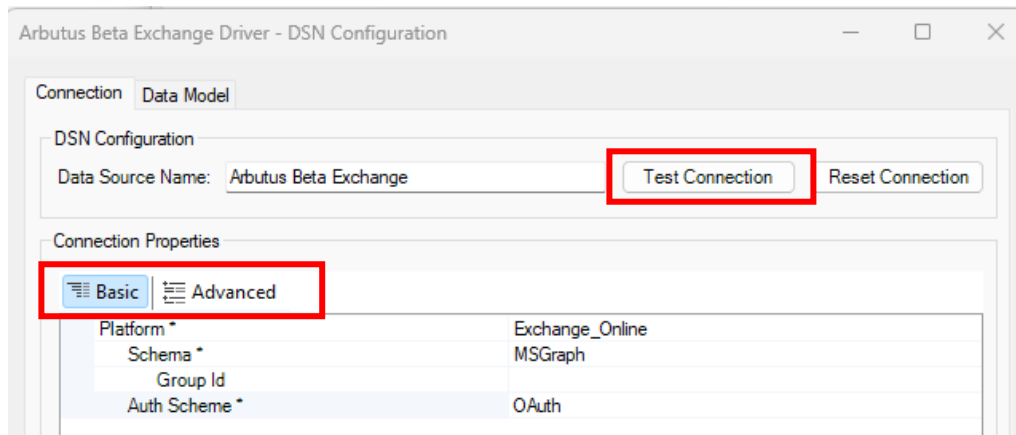 Arbutus Beta Exchange Driver - DSN Configuration
Connection Data Model
DSN Configuration
Data Source Name: Arbutus Beta Exchange Test Connection Reset Connection
Connection Properties
Basic Advanced
Platform * Exchange_Online
Schema * MSGraph
Group Id
Auth Scheme * OAuth